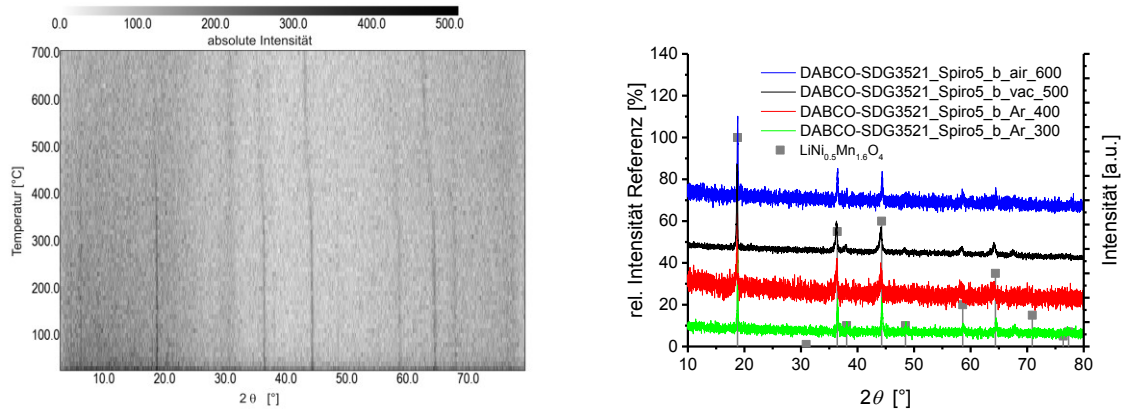 0.0 100.0 200.0 300.0 400.0 500.0
absolute Intensität
700.0
600.0
500.0
400.0
300.0
200.0
100.0
Temperatur [°C]
10.0 20.0 30.0 40.0 50.0 60.0 70.0
2 θ [°]
140
120
100
80
60
40
20
0
rel. Intensität Referenz [%]
DABCO-SDG3521_Spiro5_b_air_600
DABCO-SDG3521_Spiro5_b_vac_500
DABCO-SDG3521_Spiro5_b_Ar_400
DABCO-SDG3521_Spiro5_b_Ar_300
LiNi0.5Mn1.6O4
Intensität [a.u.]
10 20 30 40 50 60 70 80
2θ [°]